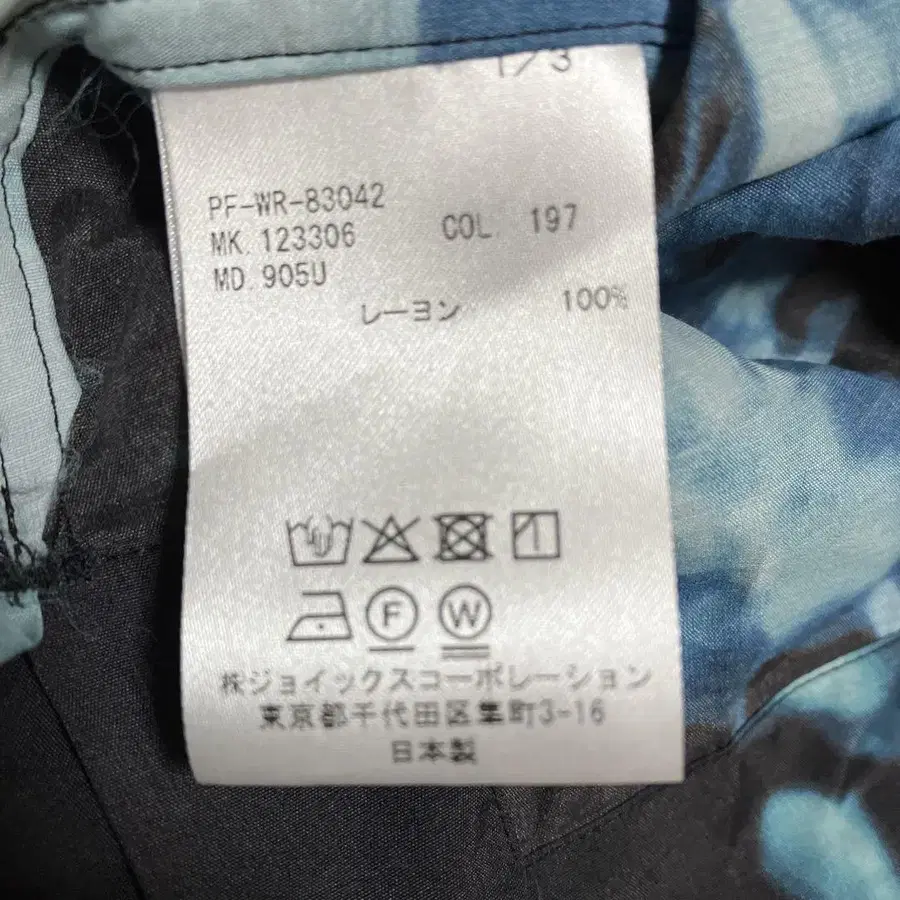 1/3
PF-WR-83042
MK. 123306 COL. 197
MD. 905U
レーヨン 100%
F W
株ジョイックスコーポレーション
東京都千代田区隼町3-16
日本製